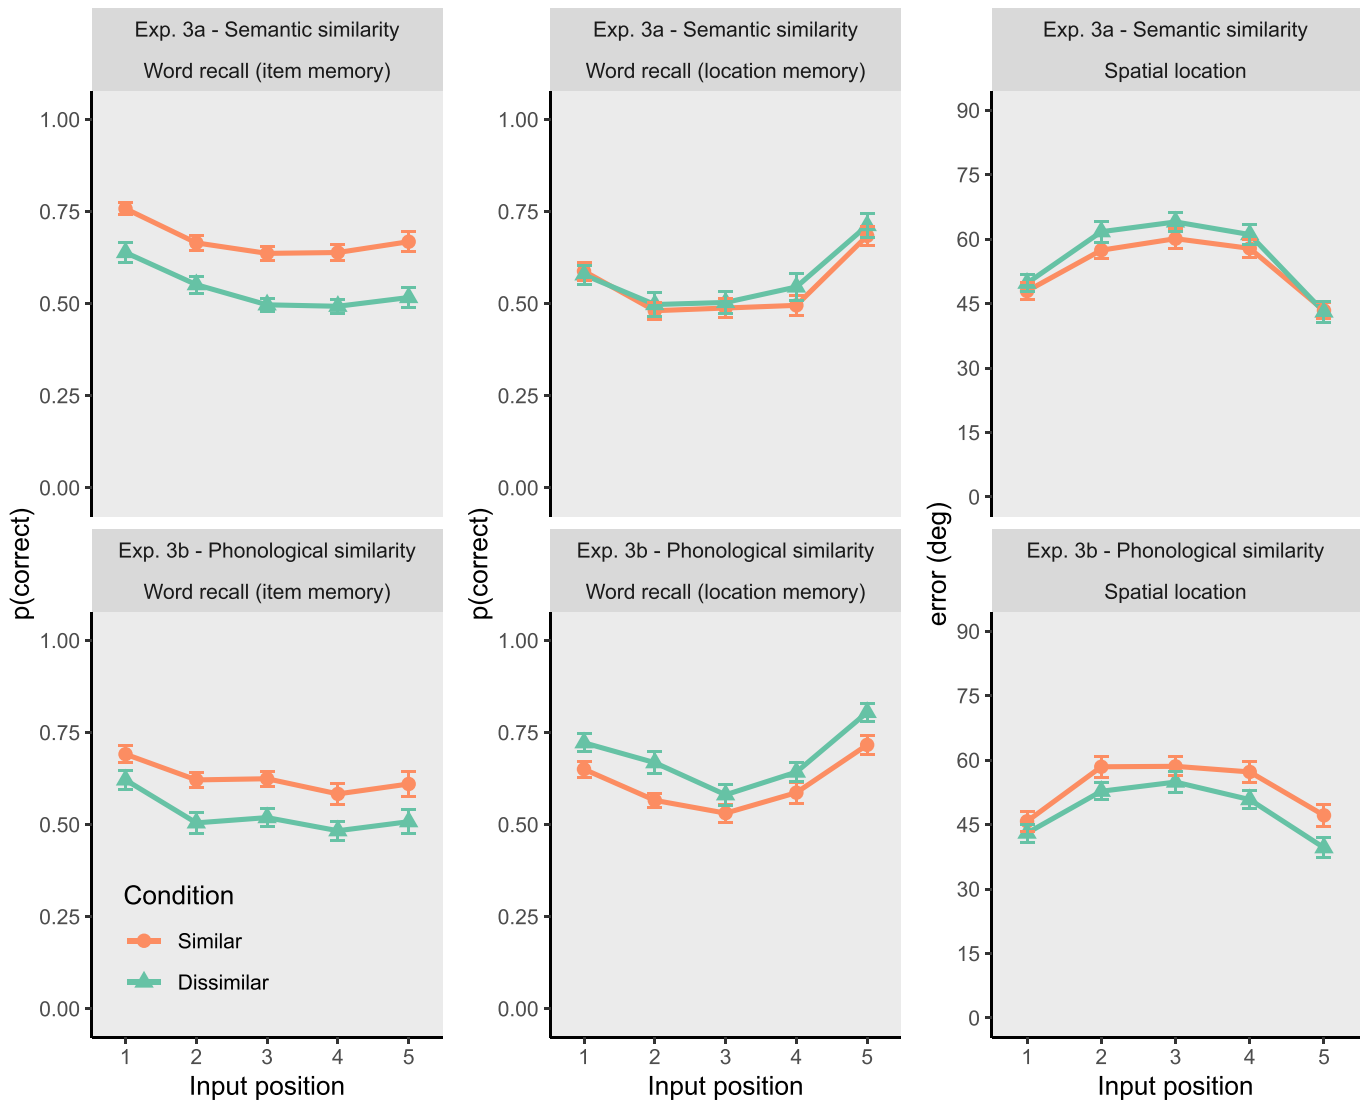 Exp. 3a - Semantic similarity
Word recall (item memory)
1.00
0.75
0.50
0.25
0.00
p(correct)
Exp. 3a - Semantic similarity
Word recall (location memory)
1.00
0.75
0.50
0.25
0.00
p(correct)
Exp. 3a - Semantic similarity
Spatial location
90
75
60
45
30
15
0
error (deg)
Exp. 3b - Phonological similarity
Word recall (item memory)
1.00
0.75
0.50
0.25
0.00
Condition
Similar
Dissimilar
1 2 3 4 5
Input position
Exp. 3b - Phonological similarity
Word recall (location memory)
1.00
0.75
0.50
0.25
0.00
1 2 3 4 5
Input position
Exp. 3b - Phonological similarity
Spatial location
90
75
60
45
30
15
0
1 2 3 4 5
Input position